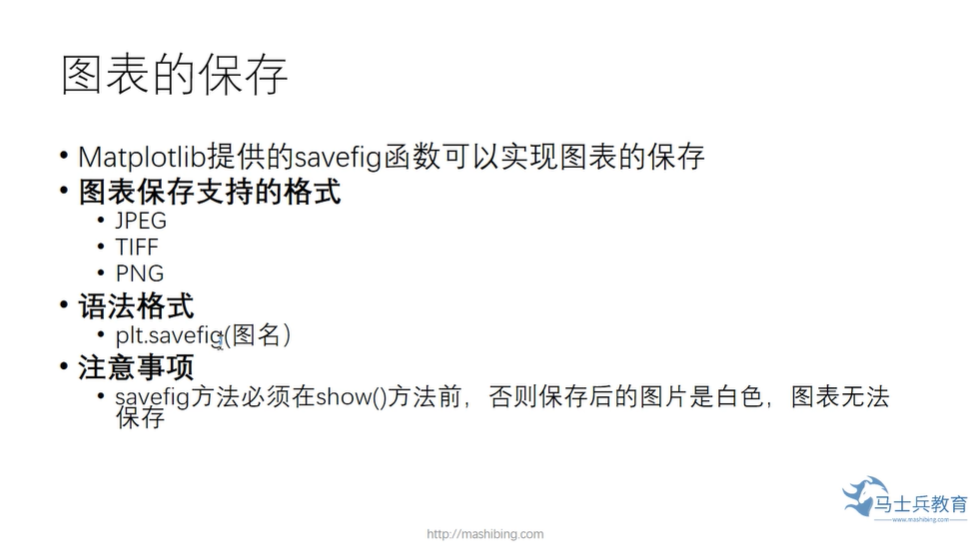 图表的保存
• Matplotlib提供的savefig函数可以实现图表的保存
• 图表保存支持的格式
• JPEG
• TIFF
• PNG
• 语法格式
• plt.savefig(图名）
• 注意事项
• savefig方法必须在show()方法前，否则保存后的图片是白色，图表无法
保存
马士兵教育
www.mashibing.com
http://mashibing.com